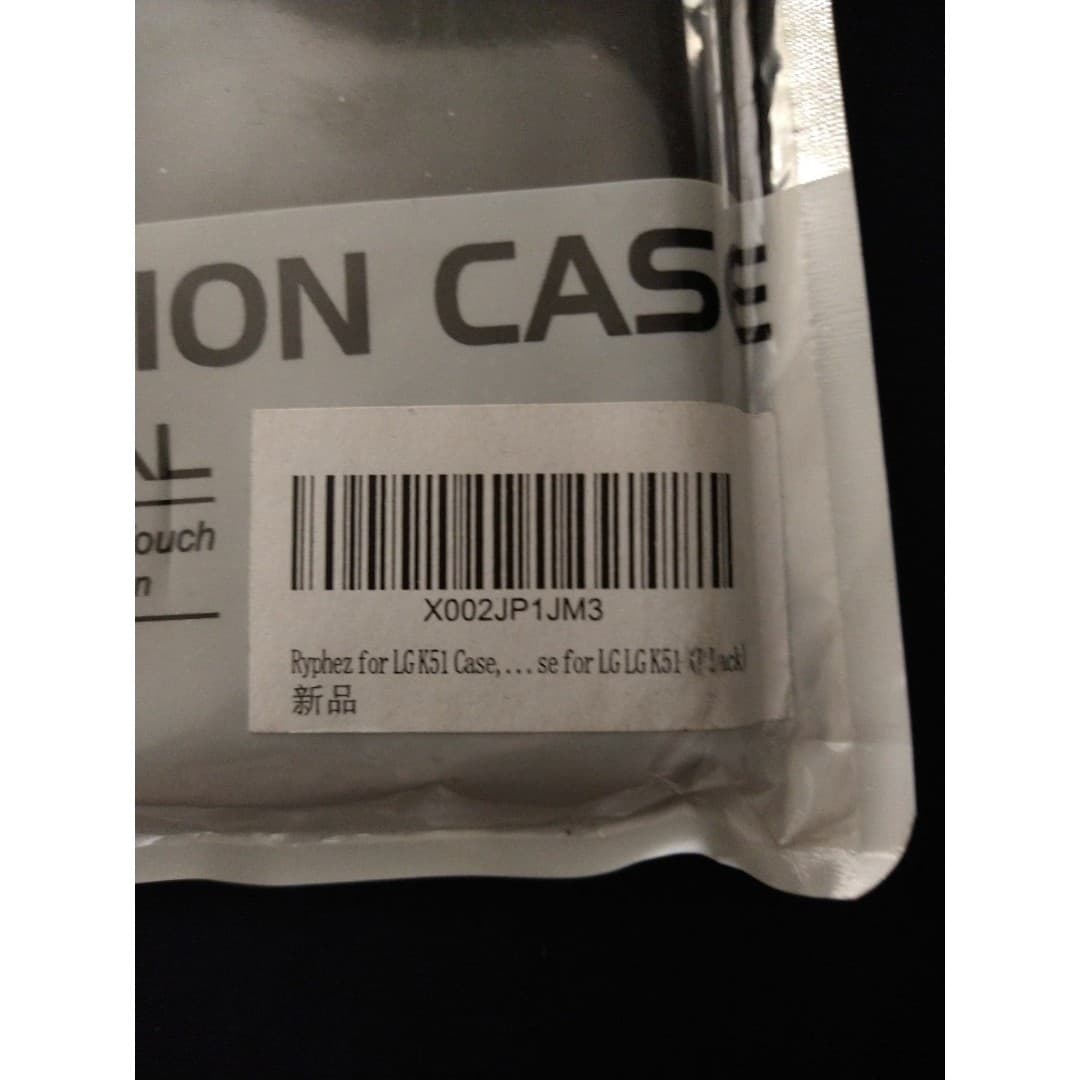 ION CASE
AL
ouch
n
X002JP1JM3
Ryphez for LG K51 Case,...se for LG LG K51
新品